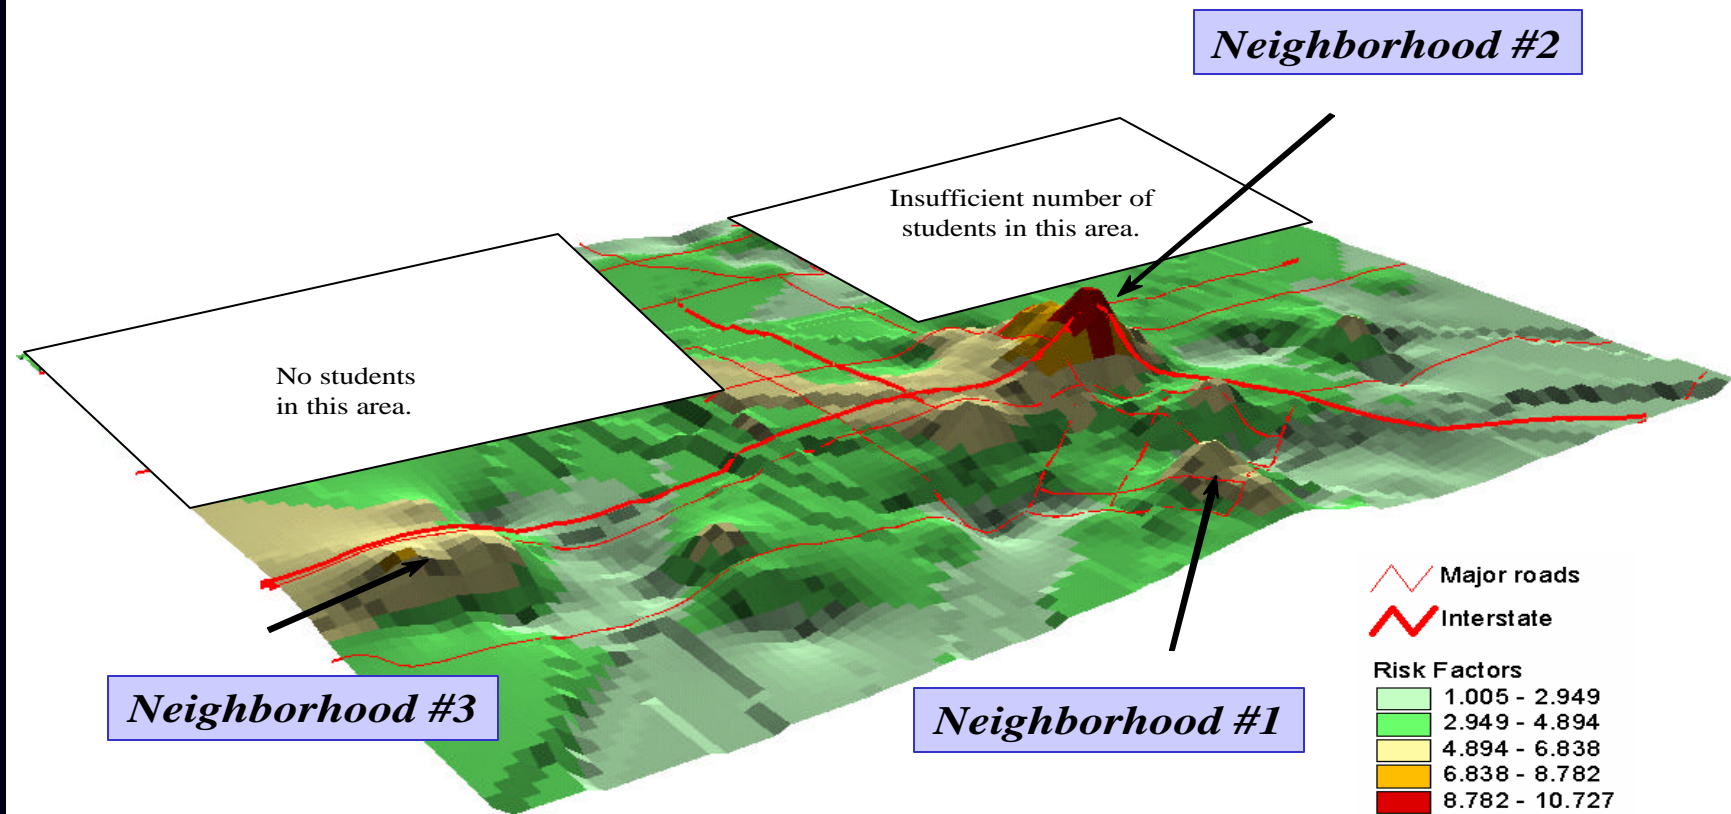 Neighborhood #2
Insufficient number of
students in this area.
No students
in this area.
Neighborhood #3
Neighborhood #1
Major roads
Interstate
Risk Factors
1.005 - 2.949
2.949 - 4.894
4.894 - 6.838
6.838 - 8.782
8.782 - 10.727